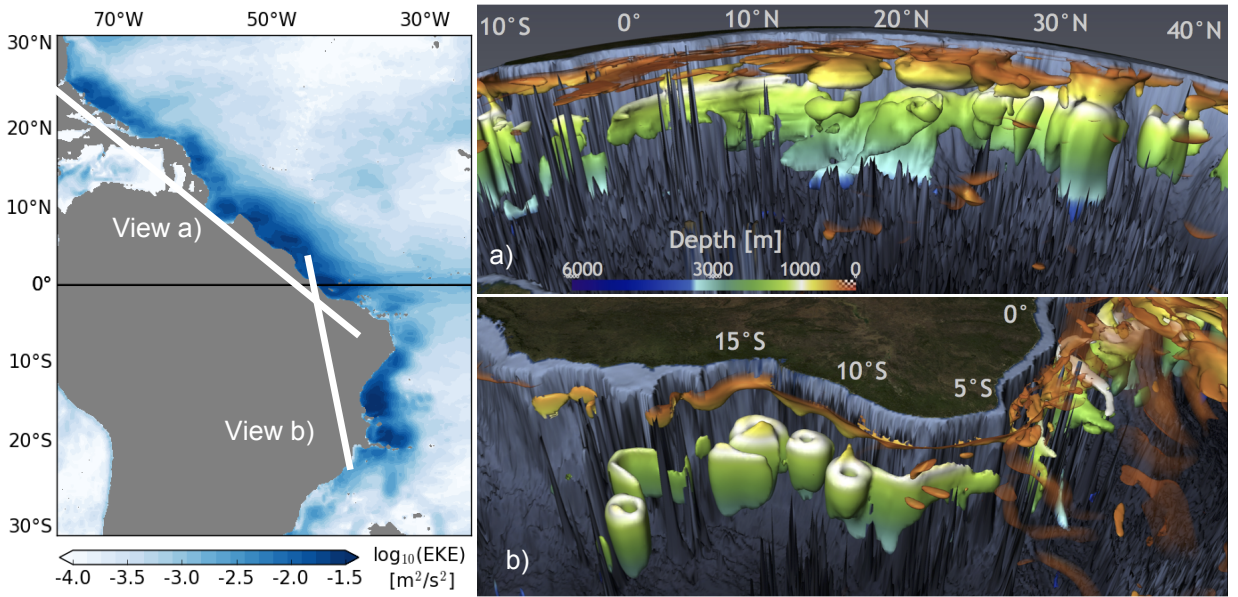 70°W 50°W 30°W
30°N
20°N
10°N
0°
10°S
20°S
30°S
View a)
View b)
-4.0 -3.5 -3.0 -2.5 -2.0 -1.5
log₁₀(EKE)
[m²/s²]
10°S 0° 10°N 20°N 30°N 40°N
a)
Depth [m]
6000 3000 1000 0
0°
15°S
10°S
5°S
b)